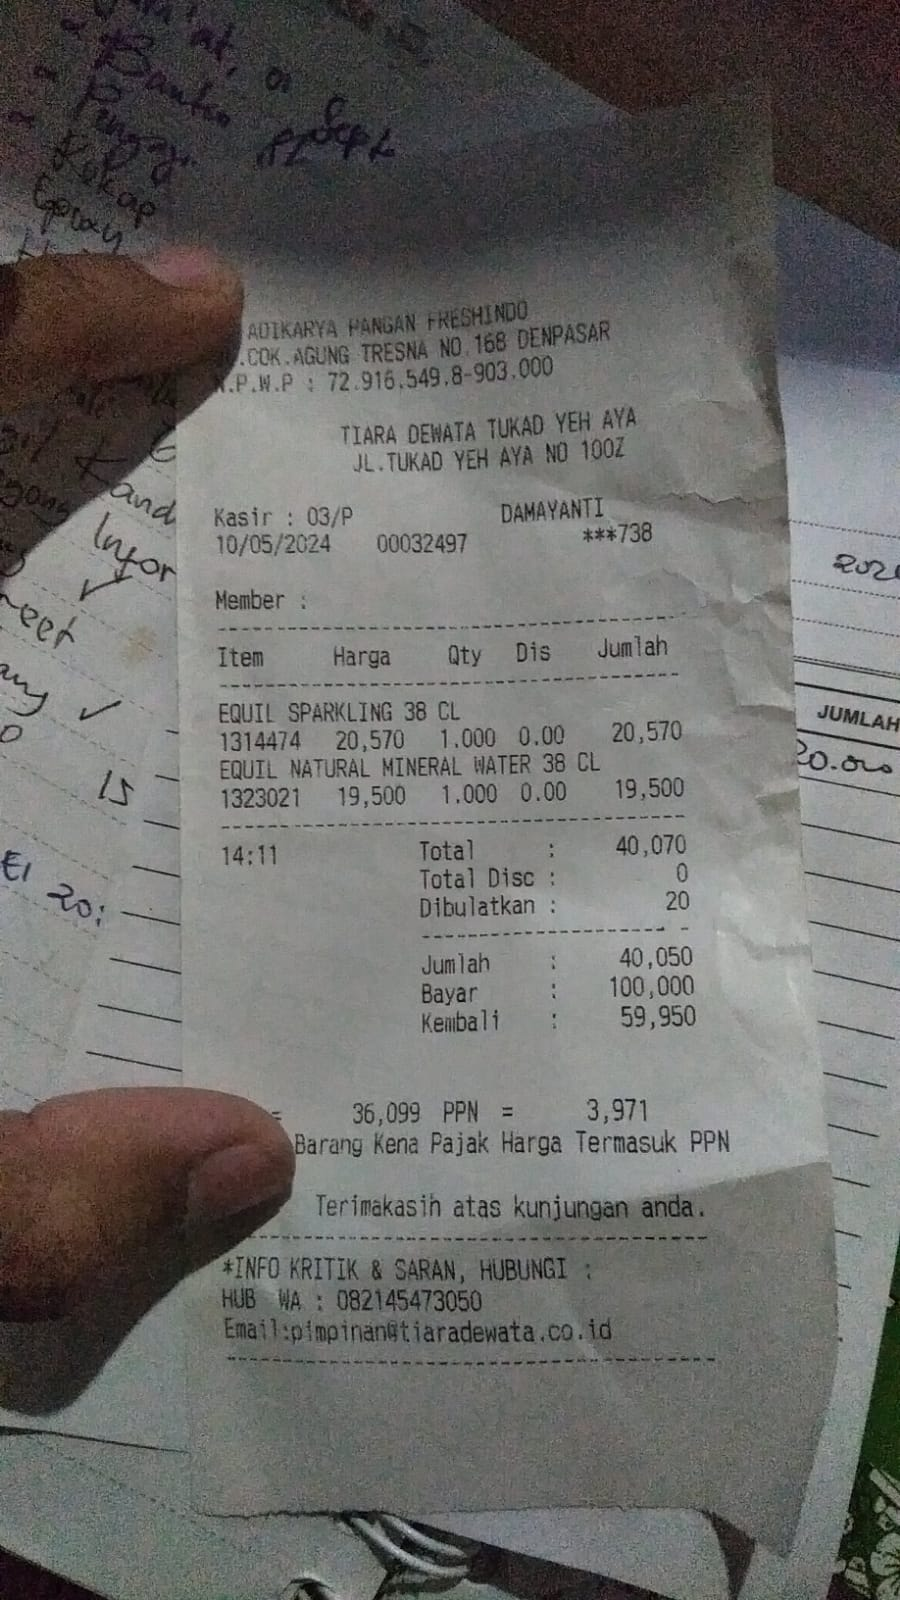 ADIKARYA PANGAN FRESHINDO
.COK.AGUNG TRESNA NO.168 DENPASAR
N.P.W.P : 72.916.549.8-903.000
TIARA DEWATA TUKAD YEH AYA
JL.TUKAD YEH AYA NO 100Z
Kasir : 03/P DAMAYANTI
10/05/2024 00032497 ***738
Member :
Item Harga Qty Dis Jumlah
EQUIL SPARKLING 38 CL
1314474 20,570 1.000 0.00 20,570
EQUIL NATURAL MINERAL WATER 38 CL
1323021 19,500 1.000 0.00 19,500
14:11 Total : 40,070
Total Disc : 0
Dibulatkan : 20
Jumlah : 40,050
Bayar : 100,000
Kembali : 59,950
= 36,099 PPN = 3,971
Barang Kena Pajak Harga Termasuk PPN
Terimakasih atas kunjungan anda.
*INFO KRITIK & SARAN, HUBUNGI :
HUB WA : 082145473050
Email:pimpinan@tiaradewata.co.id
JUMLAH
Sept
Kakap
15
20: